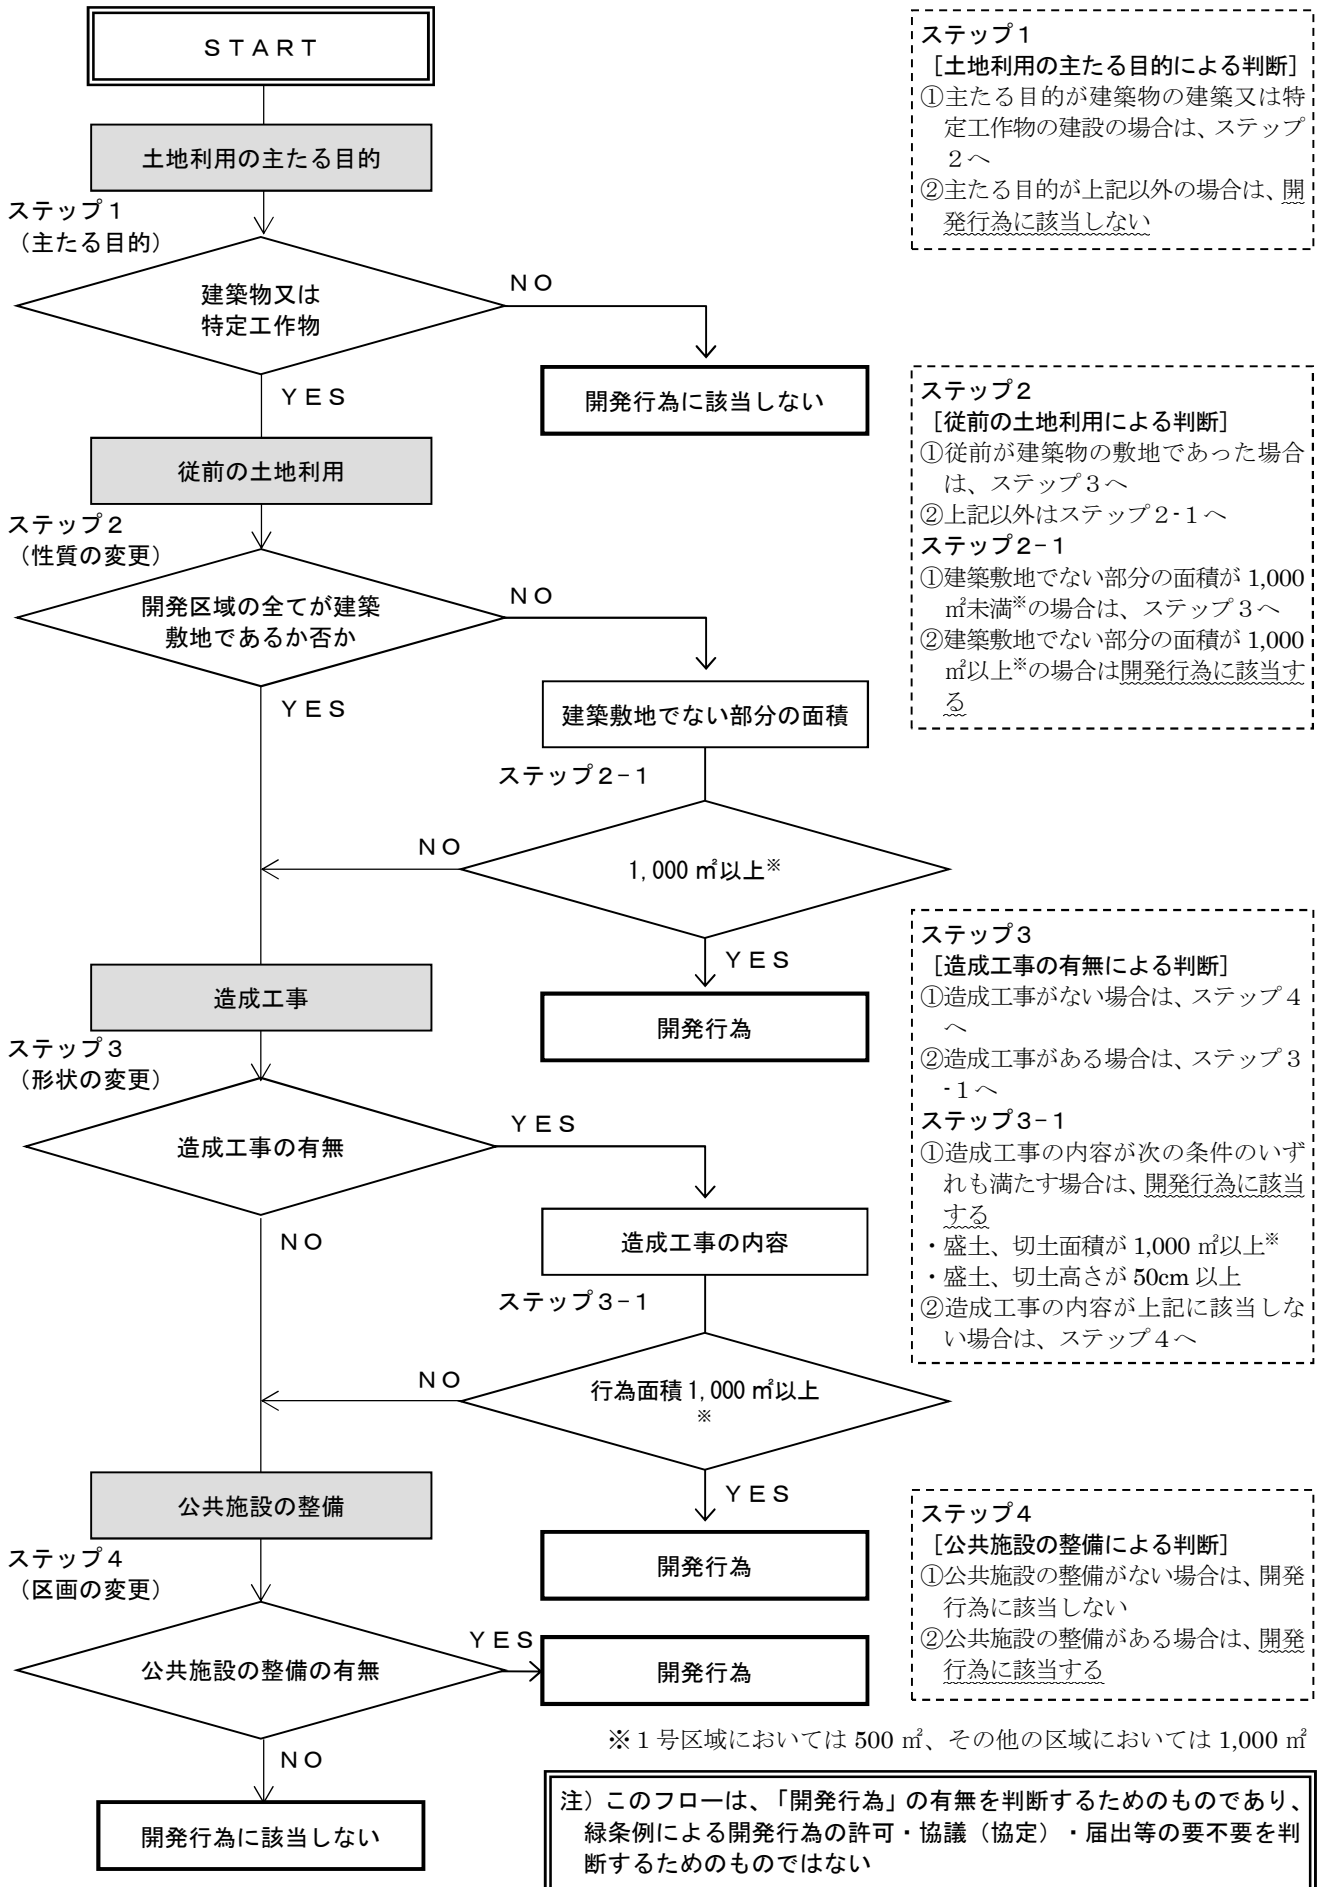 ＳＴＡＲＴ
土地利用の主たる目的
ステップ１
（主たる目的）
建築物又は
特定工作物
ＮＯ
ＹＥＳ
開発行為に該当しない
従前の土地利用
ステップ２
（性質の変更）
開発区域の全てが建築
敷地であるか否か
ＮＯ
ＹＥＳ
建築敷地でない部分の面積
ステップ２−１
1,000 ㎡以上※
ＮＯ
ＹＥＳ
開発行為
造成工事
ステップ３
（形状の変更）
造成工事の有無
ＹＥＳ
ＮＯ
造成工事の内容
ステップ３−１
行為面積 1,000 ㎡以上
※
ＮＯ
ＹＥＳ
開発行為
公共施設の整備
ステップ４
（区画の変更）
公共施設の整備の有無
ＹＥＳ
開発行為
ＮＯ
開発行為に該当しない
ステップ１
［土地利用の主たる目的による判断］
①主たる目的が建築物の建築又は特
定工作物の建設の場合は、ステップ
２へ
②主たる目的が上記以外の場合は、開
発行為に該当しない
ステップ２
［従前の土地利用による判断］
①従前が建築物の敷地であった場合
は、ステップ３へ
②上記以外はステップ２-１へ
ステップ２−１
①建築敷地でない部分の面積が 1,000
㎡未満※の場合は、ステップ３へ
②建築敷地でない部分の面積が 1,000
㎡以上※の場合は開発行為に該当す
る
ステップ３
［造成工事の有無による判断］
①造成工事がない場合は、ステップ４
へ
②造成工事がある場合は、ステップ３
-１へ
ステップ３−１
①造成工事の内容が次の条件のいず
れも満たす場合は、開発行為に該当
する
・盛土、切土面積が 1,000 ㎡以上※
・盛土、切土高さが 50cm 以上
②造成工事の内容が上記に該当しな
い場合は、ステップ４へ
ステップ４
［公共施設の整備による判断］
①公共施設の整備がない場合は、開発
行為に該当しない
②公共施設の整備がある場合は、開発
行為に該当する
※１号区域においては 500 ㎡、その他の区域においては 1,000 ㎡
注）このフローは、「開発行為」の有無を判断するためのものであり、
緑条例による開発行為の許可・協議（協定）・届出等の要不要を判
断するためのものではない